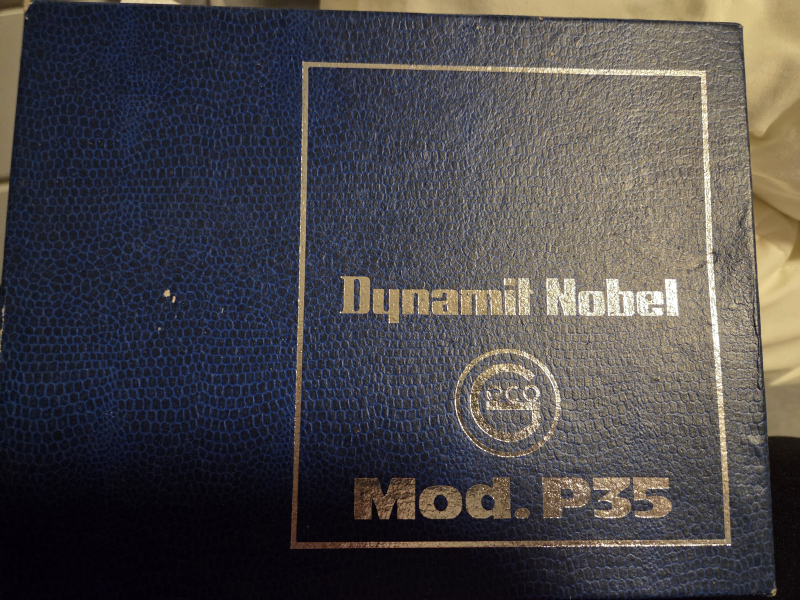 Dynamit Nobel
Geco
Mod. P35